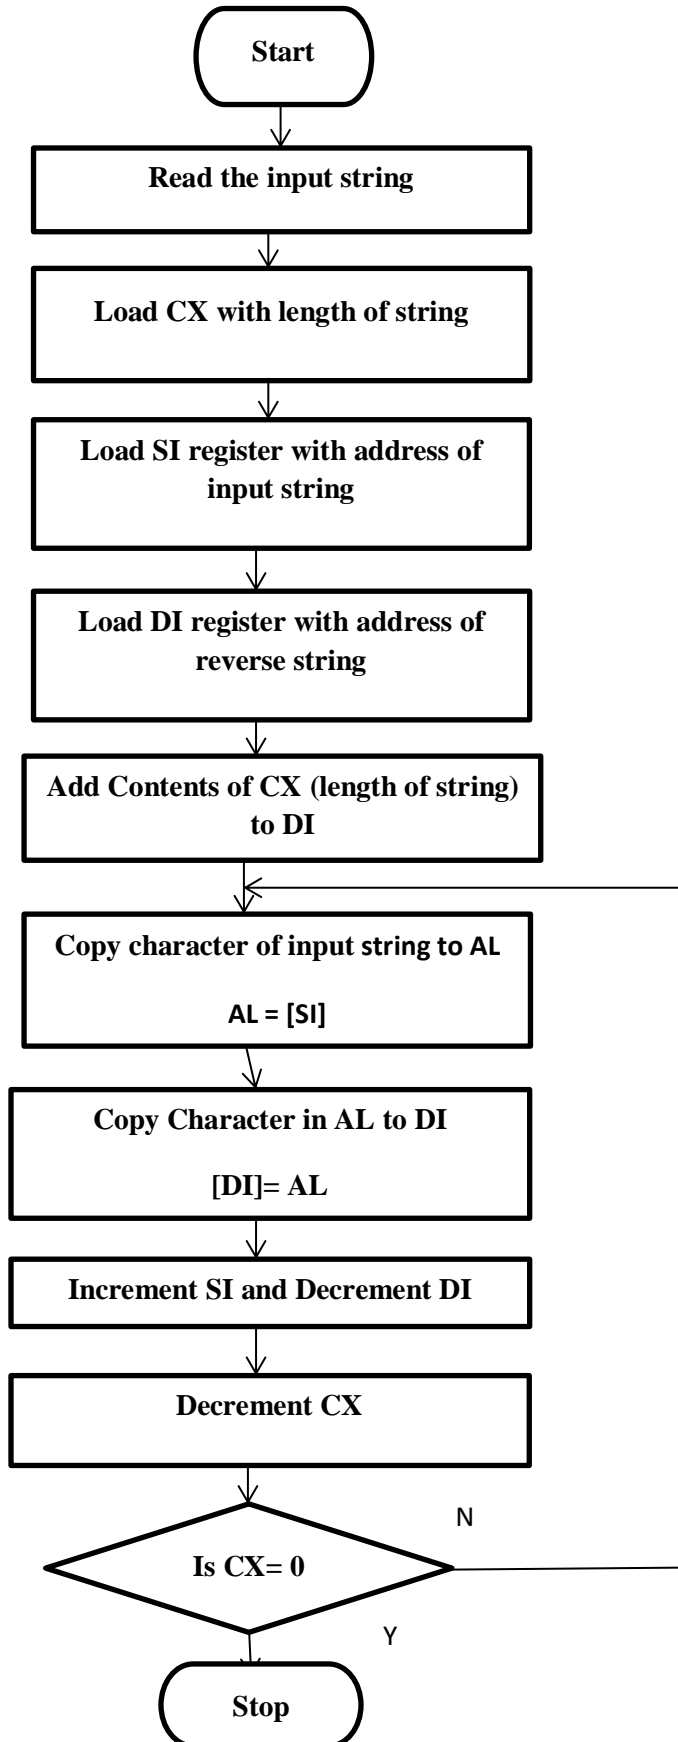 Start
Read the input string
Load CX with length of string
Load SI register with address of
input string
Load DI register with address of
reverse string
Add Contents of CX (length of string)
to DI
Copy character of input string to AL
AL = [SI]
Copy Character in AL to DI
[DI]= AL
Increment SI and Decrement DI
Decrement CX
N
Is CX= 0
Y
Stop